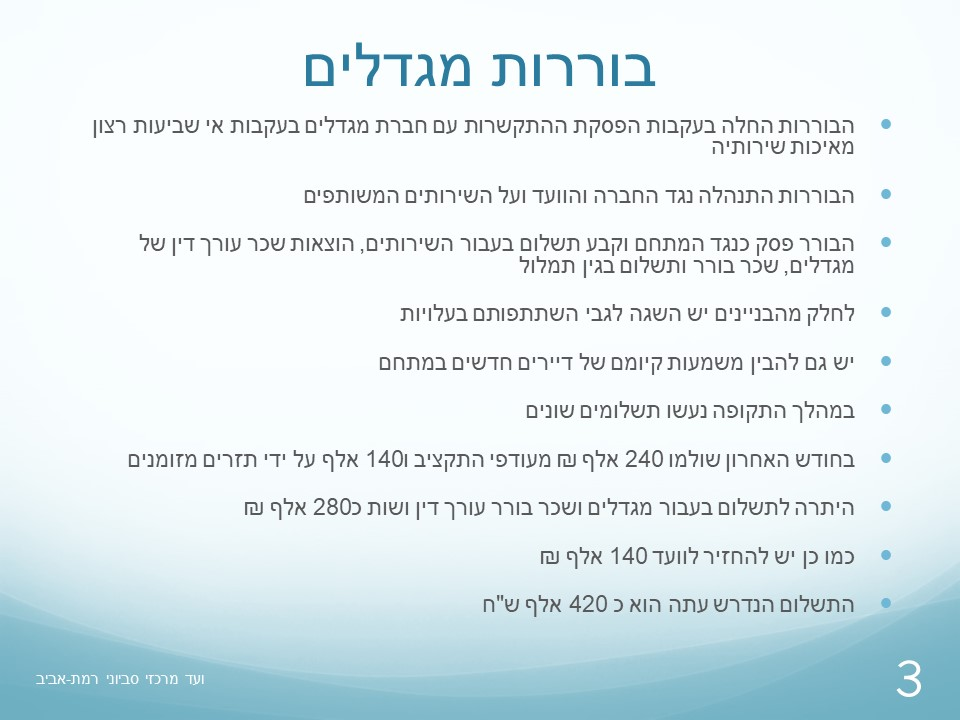 בוררות מגדלים
הבוררות החלה בעקבות הפסקת ההתקשרות עם חברת מגדלים בעקבות אי שביעות רצון
מאיכות שירותיה
הבוררות התנהלה נגד החברה והוועד ועל השירותים המשותפים
הבורר פסק כנגד המתחם וקבע תשלום בעבור השירותים, הוצאות שכר עורך דין של
מגדלים, שכר בורר ותשלום בגין תמלול
לחלק מהבניינים יש השגה לגבי השתתפותם בעלויות
יש גם להבין משמעות קיומם של דיירים חדשים במתחם
במהלך התקופה נעשו תשלומים שונים
בחודש האחרון שולמו 240 אלף ₪ מעודפי התקציב ו140 אלף על ידי תזרים מזומנים
היתרה לתשלום בעבור מגדלים ושכר בורר עורך דין ושות כ280 אלף ₪
כמו כן יש להחזיר לוועד 140 אלף ₪
התשלום הנדרש עתה הוא כ 420 אלף ש"ח
ועד מרכזי סביוני רמת-אביב
3